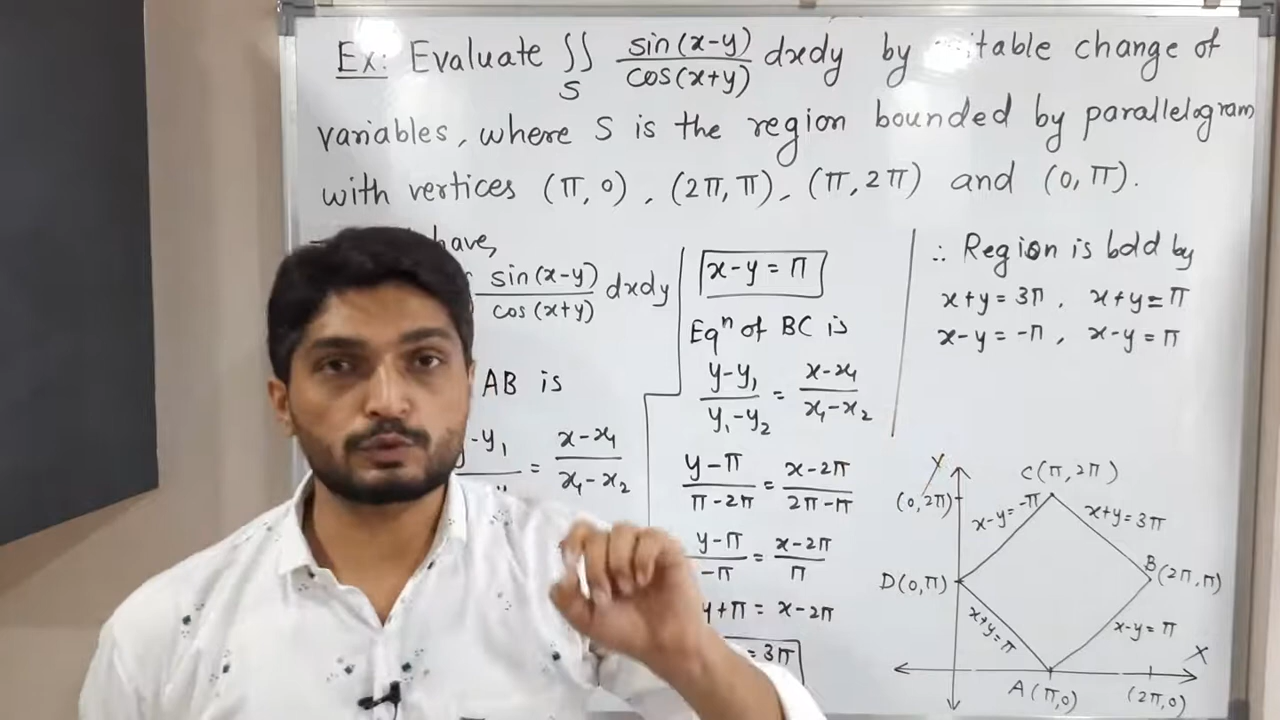 Ex: Evaluate ∬_S sin(x-y)/cos(x+y) dxdy by itable change of
variables, where S is the region bounded by parallelogram
with vertices (π, 0), (2π, π), (π, 2π) and (0, π).
have,
sin(x-y)/cos(x+y) dxdy
AB is
-y₁ = x-x₁/x₁-x₂
x-y = π
Eqⁿ of BC is
y-y₁/y₁-y₂ = x-x₁/x₁-x₂
y-π/π-2π = x-2π/2π-π
y-π/-π = x-2π/π
y+π = x-2π
= 3π
∴ Region is bdd by
x+y = 3π, x+y = π
x-y = -π, x-y = π
Y
C(π, 2π)
(0, 2π)
x-y = -π
x+y = 3π
D(0, π)
B(2π, π)
x+y = π
x-y = π
X
A(π, 0)
(2π, 0)